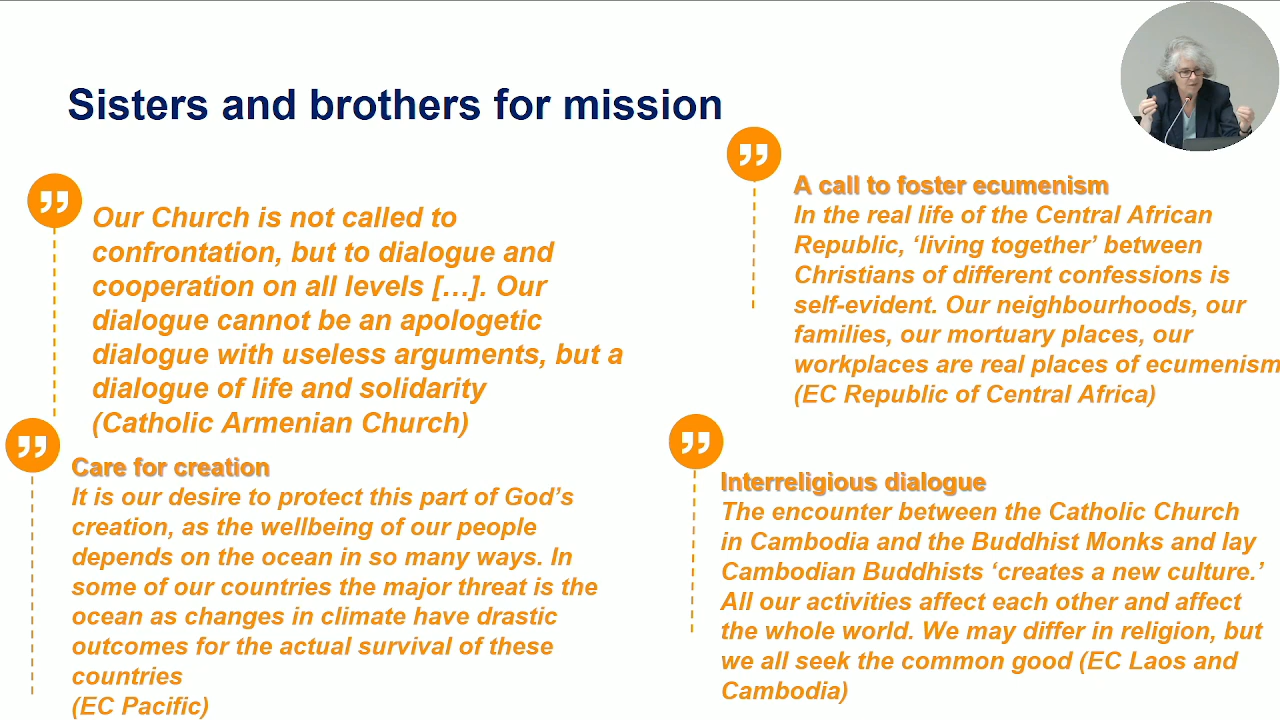 Sisters and brothers for mission
Our Church is not called to
confrontation, but to dialogue and
cooperation on all levels […]. Our
dialogue cannot be an apologetic
dialogue with useless arguments, but a
dialogue of life and solidarity
(Catholic Armenian Church)
Care for creation
It is our desire to protect this part of God’s
creation, as the wellbeing of our people
depends on the ocean in so many ways. In
some of our countries the major threat is the
ocean as changes in climate have drastic
outcomes for the actual survival of these
countries
(EC Pacific)
A call to foster ecumenism
In the real life of the Central African
Republic, ‘living together’ between
Christians of different confessions is
self-evident. Our neighbourhoods, our
families, our mortuary places, our
workplaces are real places of ecumenism
(EC Republic of Central Africa)
Interreligious dialogue
The encounter between the Catholic Church
in Cambodia and the Buddhist Monks and lay
Cambodian Buddhists ‘creates a new culture.’
All our activities affect each other and affect
the whole world. We may differ in religion, but
we all seek the common good (EC Laos and
Cambodia)